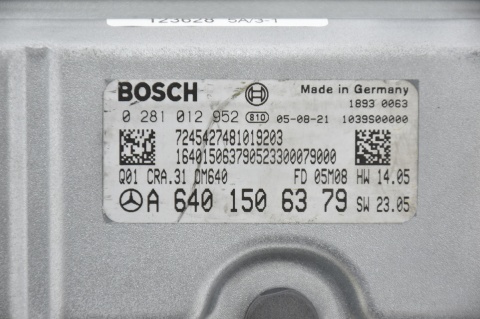 123628 5A/3-1
BOSCH Made in Germany
1893 0063
0 281 012 952 810 05-08-21 1039S00000
7245427481019203
164015063790523300079000
Q01 CRA.31 OM640 FD 05M08 HW 14.05
A 640 150 63 79 SW 23.05